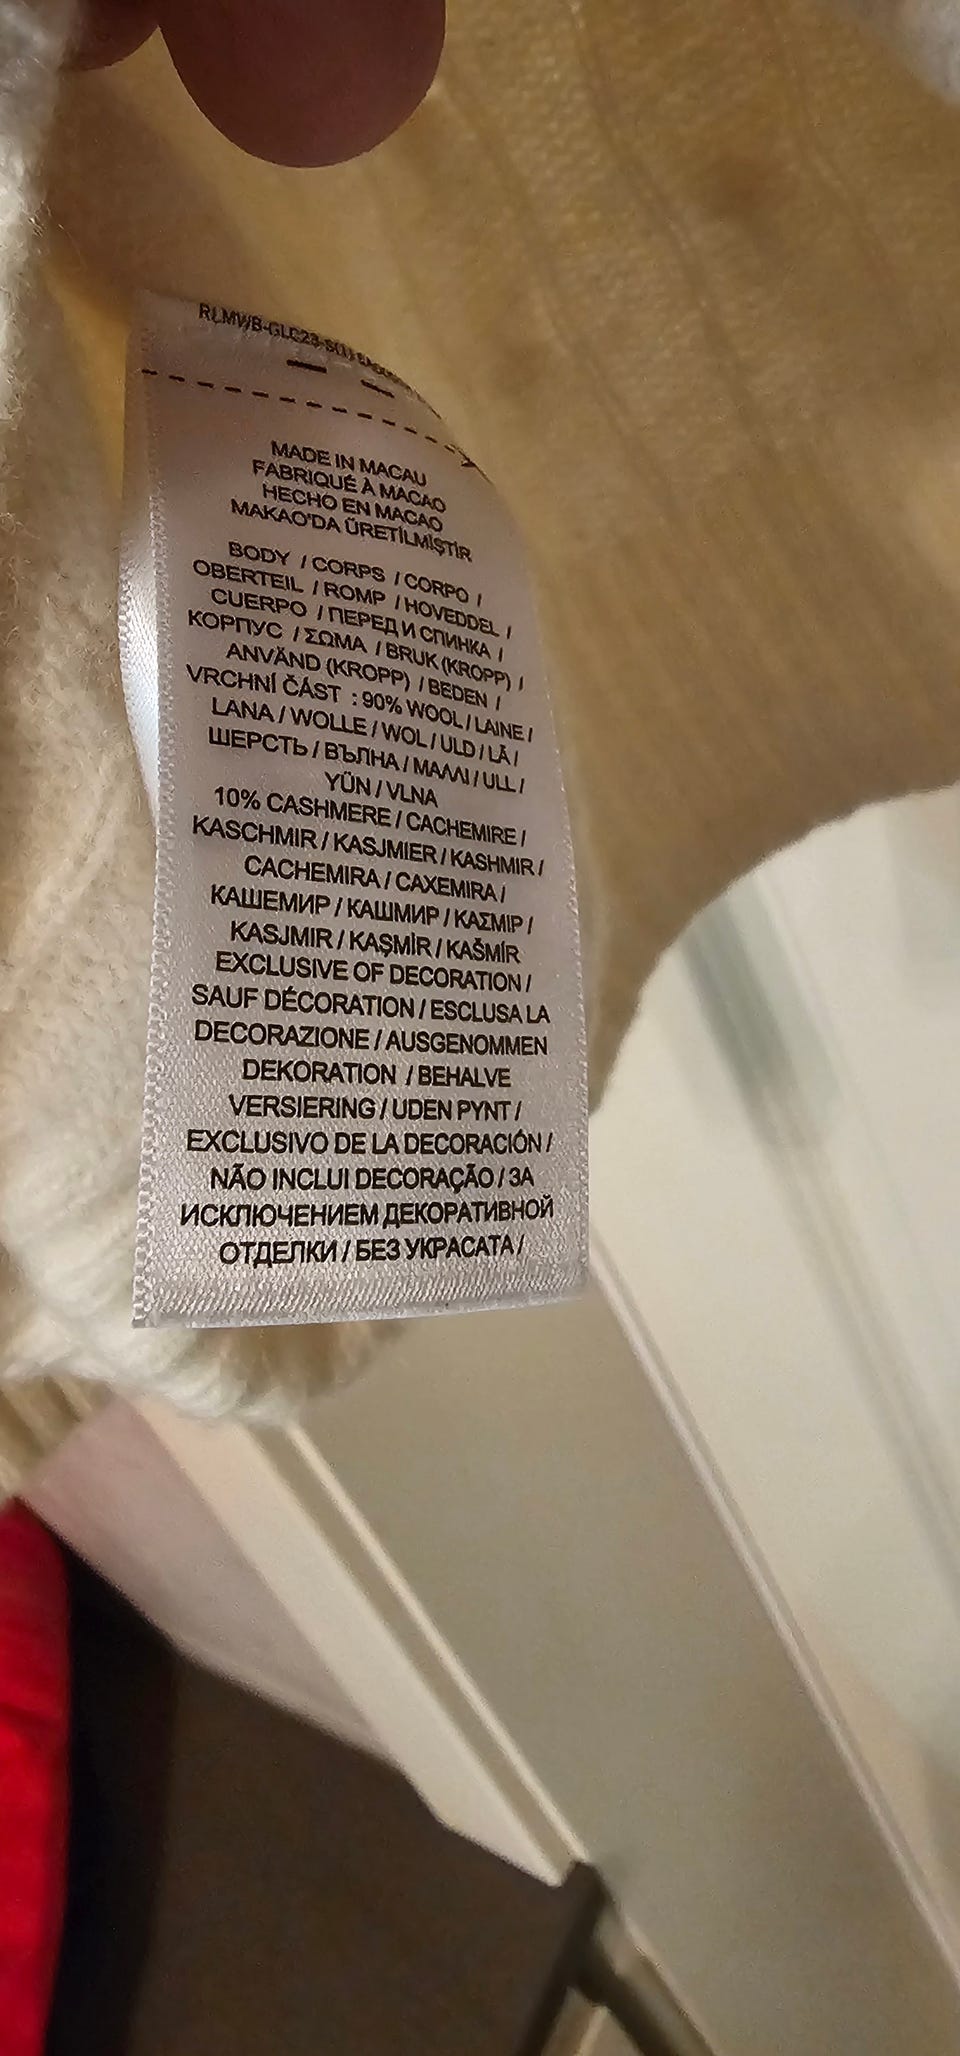 MADE IN MACAU
FABRIQUÉ À MACAO
HECHO EN MACAO
MAKAO'DA ÜRETİLMİŞTİR
BODY / CORPS / CORPO /
OBERTEIL / ROMP / HOVEDDEL /
CUERPO / ПЕРЕД И СПИНКА /
КОРПУС / ΣΩΜΑ / BRUK (KROPP) /
ANVÄND (KROPP) / BEDEN /
VRCHNÍ ČÁST : 90% WOOL / LAINE /
LANA / WOLLE / WOL / ULD / LÃ /
ШЕРСТЬ / ВЪЛНА / ΜΑΛΛΙ / ULL /
YÜN / VLNA
10% CASHMERE / CACHEMIRE /
KASCHMIR / KASJMIER / KASHMIR /
CACHEMIRA / CAXEMIRA /
КАШЕМИР / КАШМИР / ΚΑΣΜΙΡ /
KASJMIR / KAŞMİR / KAŠMÍR
EXCLUSIVE OF DECORATION /
SAUF DÉCORATION / ESCLUSA LA
DECORAZIONE / AUSGENOMMEN
DEKORATION / BEHALVE
VERSIERING / UDEN PYNT /
EXCLUSIVO DE LA DECORACIÓN /
NÃO INCLUI DECORAÇÃO / ЗА
ИСКЛЮЧЕНИЕМ ДЕКОРАТИВНОЙ
ОТДЕЛКИ / БЕЗ УКРАСАТА /